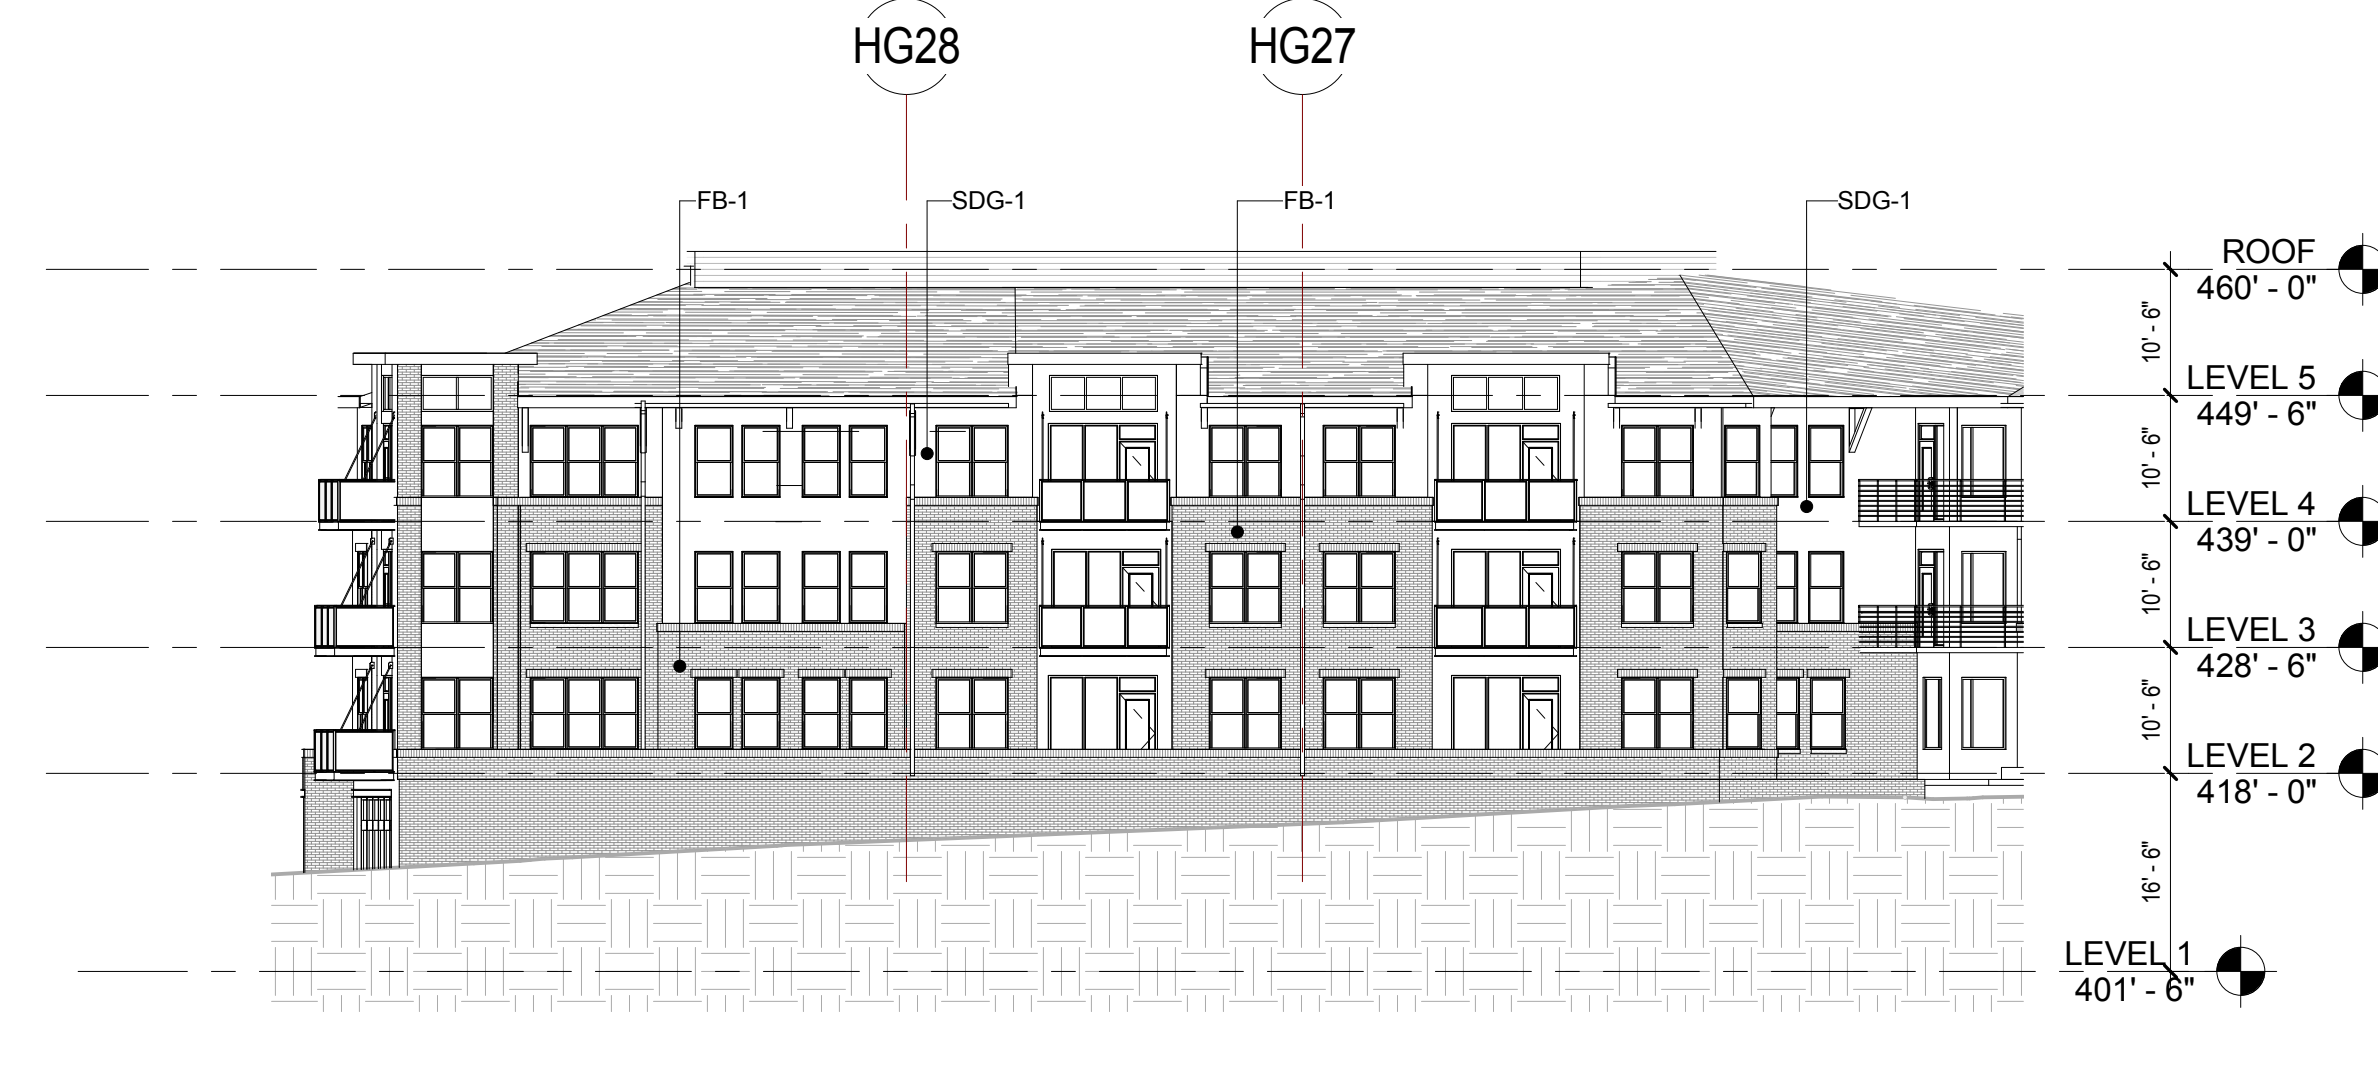 HG28
HG27
FB-1
SDG-1
FB-1
SDG-1
ROOF
460' - 0"
10' - 6"
LEVEL 5
449' - 6"
10' - 6"
LEVEL 4
439' - 0"
10' - 6"
LEVEL 3
428' - 6"
10' - 6"
LEVEL 2
418' - 0"
16' - 6"
LEVEL 1
401' - 6"